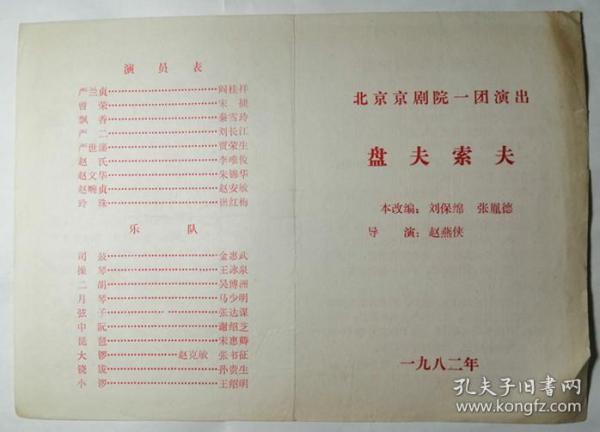 演员表
严兰贞……………………阎桂祥
曾荣……………………宋捷
飘香……………………秦雪玲
严二……………………刘长江
严世蕃……………………贾荣生
赵氏……………………李唯俊
赵文华……………………朱锦华
赵婉贞……………………赵安敏
玲珠……………………崔红梅
乐队
司鼓……………………金惠武
操琴……………………王泳泉
二胡……………………吴博洲
月琴……………………马少明
弦子……………………张达谋
中阮……………………谢绍芝
琵琶……………………宋惠卿
大锣……………赵克敏 张书征
铙钹……………………孙贵生
小锣……………………王绍明
北京京剧院一团演出
盘夫索夫
本改编：刘保绵 张胤德
导演：赵燕侠
一九八二年
孔夫子旧书网
www.kongfz.com